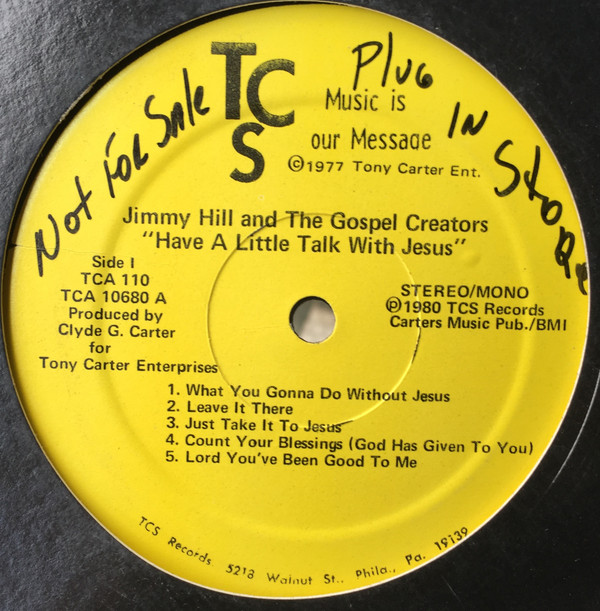 Not For Sale
TCS
Plug IN Store
Music is
our Message
©1977 Tony Carter Ent.
Jimmy Hill and The Gospel Creators
"Have A Little Talk With Jesus"
Side I
TCA 110
TCA 10680 A
Produced by
Clyde G. Carter
for
Tony Carter Enterprises
STEREO/MONO
℗1980 TCS Records
Carters Music Pub./BMI
1. What You Gonna Do Without Jesus
2. Leave It There
3. Just Take It To Jesus
4. Count Your Blessings (God Has Given To You)
5. Lord You've Been Good To Me
TCS Records 5218 Walnut St., Phila., Pa. 19139